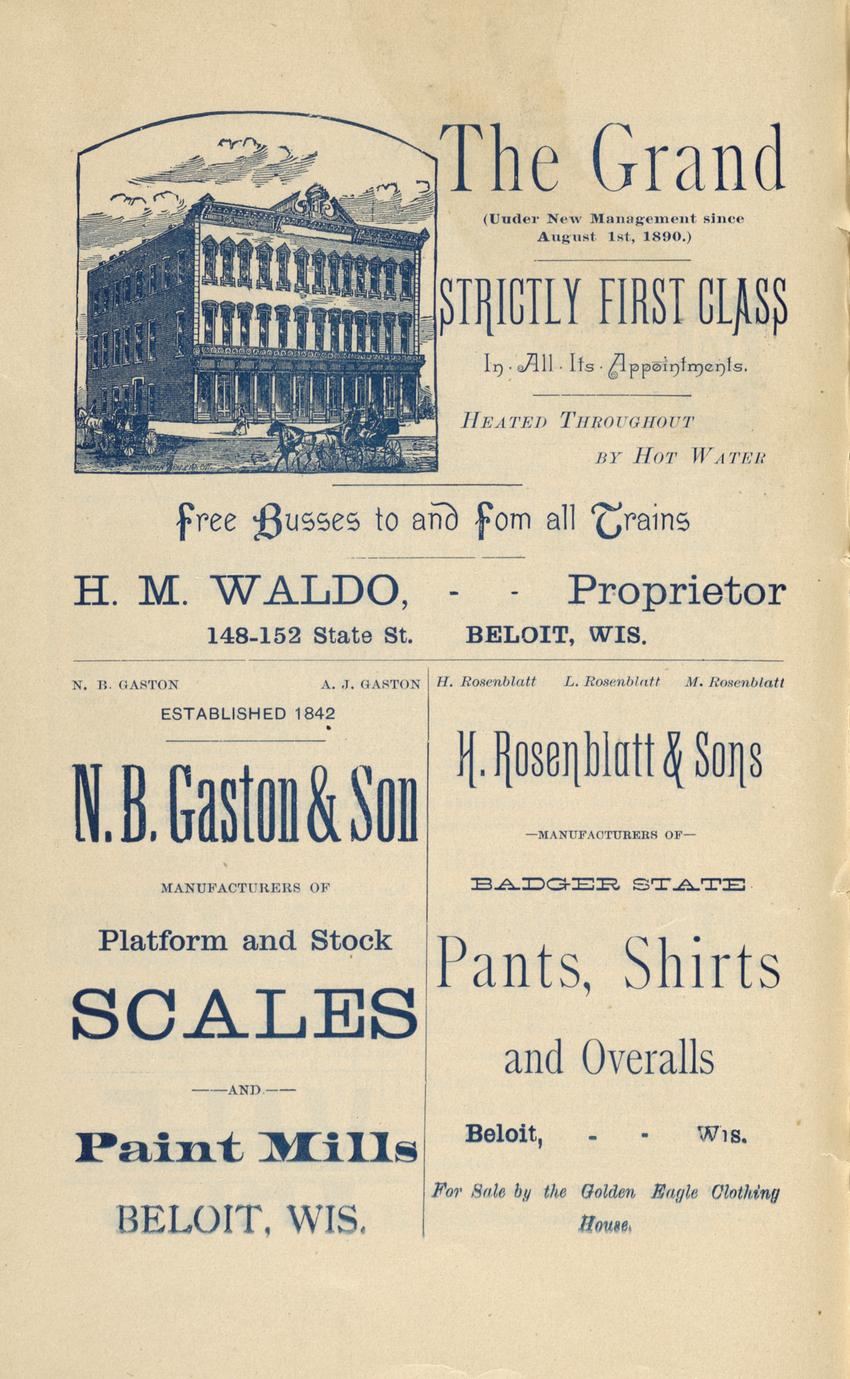 The Grand
(Under New Management since
August 1st, 1890.)
STRICTLY FIRST CLASS
In · All · Its · Appointments.
HEATED THROUGHOUT
BY HOT WATER
Free Busses to and Fom all Trains
H. M. WALDO, - - Proprietor
148-152 State St. BELOIT, WIS.
N. B. GASTON A. J. GASTON
ESTABLISHED 1842
N. B. Gaston & Son
MANUFACTURERS OF
Platform and Stock
SCALES
——AND——
Paint Mills
BELOIT, WIS.
H. Rosenblatt L. Rosenblatt M. Rosenblatt
H. Rosenblatt & Sons
—MANUFACTURERS OF—
BADGER STATE
Pants, Shirts
and Overalls
Beloit, - - Wis.
For Sale by the Golden Eagle Clothing
House.